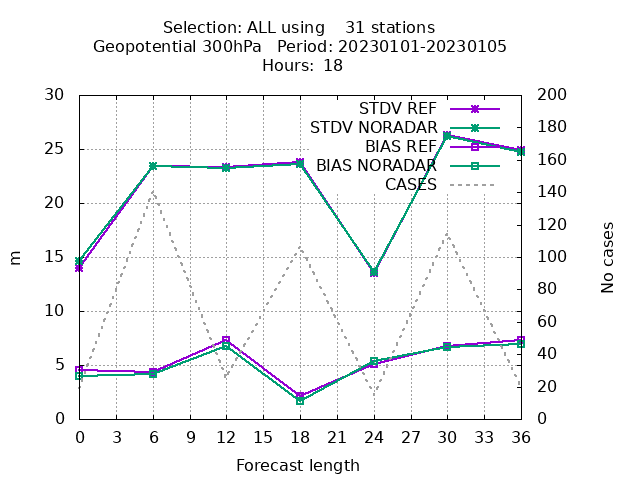 Selection: ALL using    31 stations
Geopotential 300hPa   Period: 20230101-20230105
Hours: 18
30
25
20
15
10
5
0
200
180
160
140
120
100
80
60
40
20
0
STDV REF
STDV NORADAR
BIAS REF
BIAS NORADAR
CASES
m
No cases
0 3 6 9 12 15 18 21 24 27 30 33 36
Forecast length